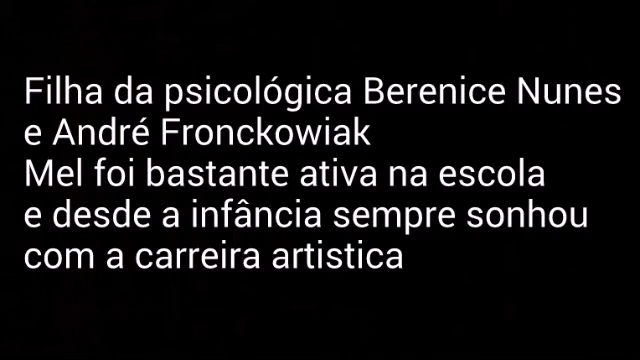 Filha da psicológica Berenice Nunes
e André Fronckowiak
Mel foi bastante ativa na escola
e desde a infância sempre sonhou
com a carreira artistica